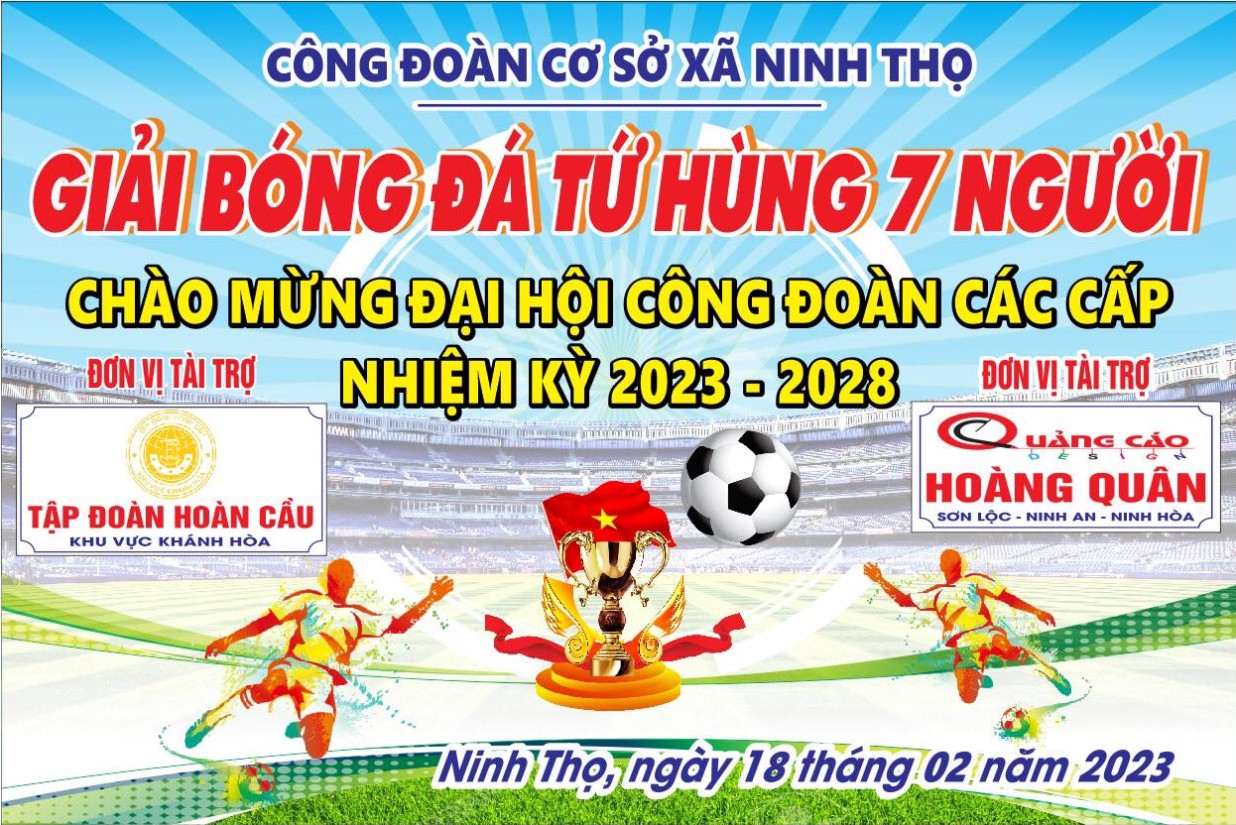 CÔNG ĐOÀN CƠ SỞ XÃ NINH THỌ
GIẢI BÓNG ĐÁ TỨ HÙNG 7 NGƯỜI
CHÀO MỪNG ĐẠI HỘI CÔNG ĐOÀN CÁC CẤP
NHIỆM KỲ 2023 - 2028
ĐƠN VỊ TÀI TRỢ
TẬP ĐOÀN HOÀN CẦU
KHU VỰC KHÁNH HÒA
ĐƠN VỊ TÀI TRỢ
QUẢNG CÁO
DESIGN
HOÀNG QUÂN
SƠN LỘC - NINH AN - NINH HÒA
Ninh Thọ, ngày 18 tháng 02 năm 2023